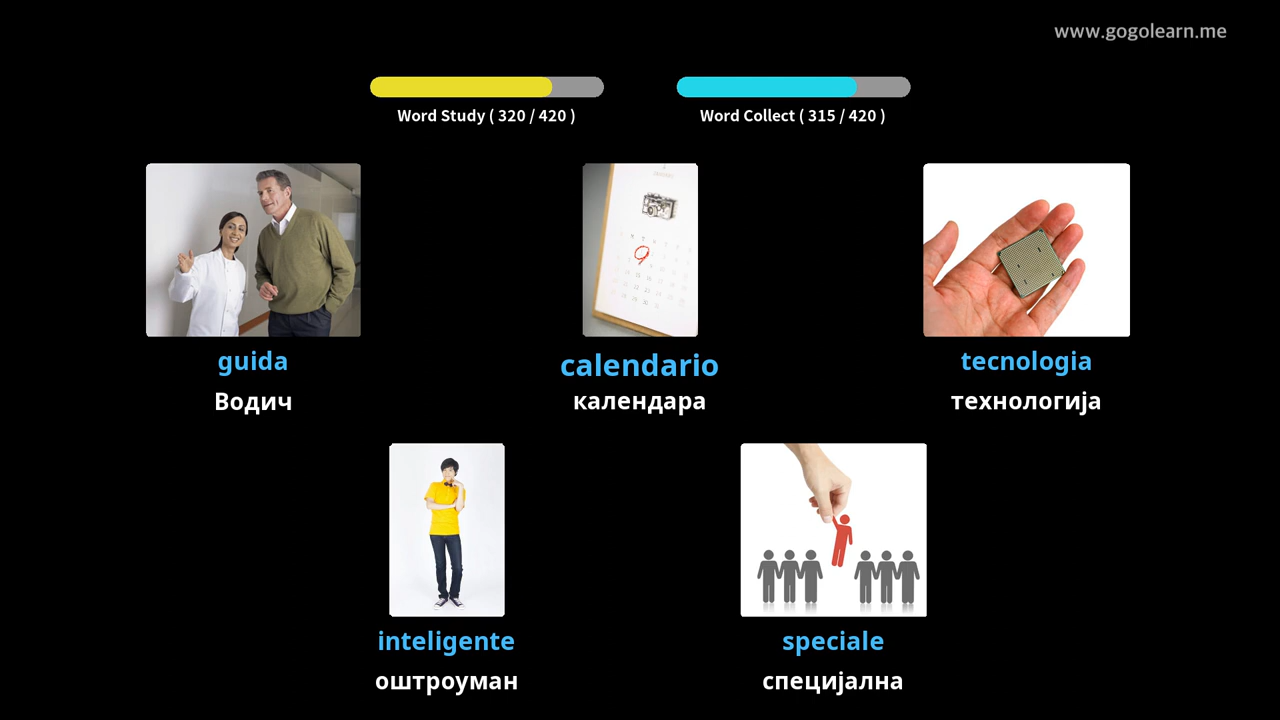 www.gogolearn.me
Word Study ( 320 / 420 )
Word Collect ( 315 / 420 )
guida
calendario
tecnologia
Водич
календара
технологија
inteligente
speciale
оштроуман
специјална